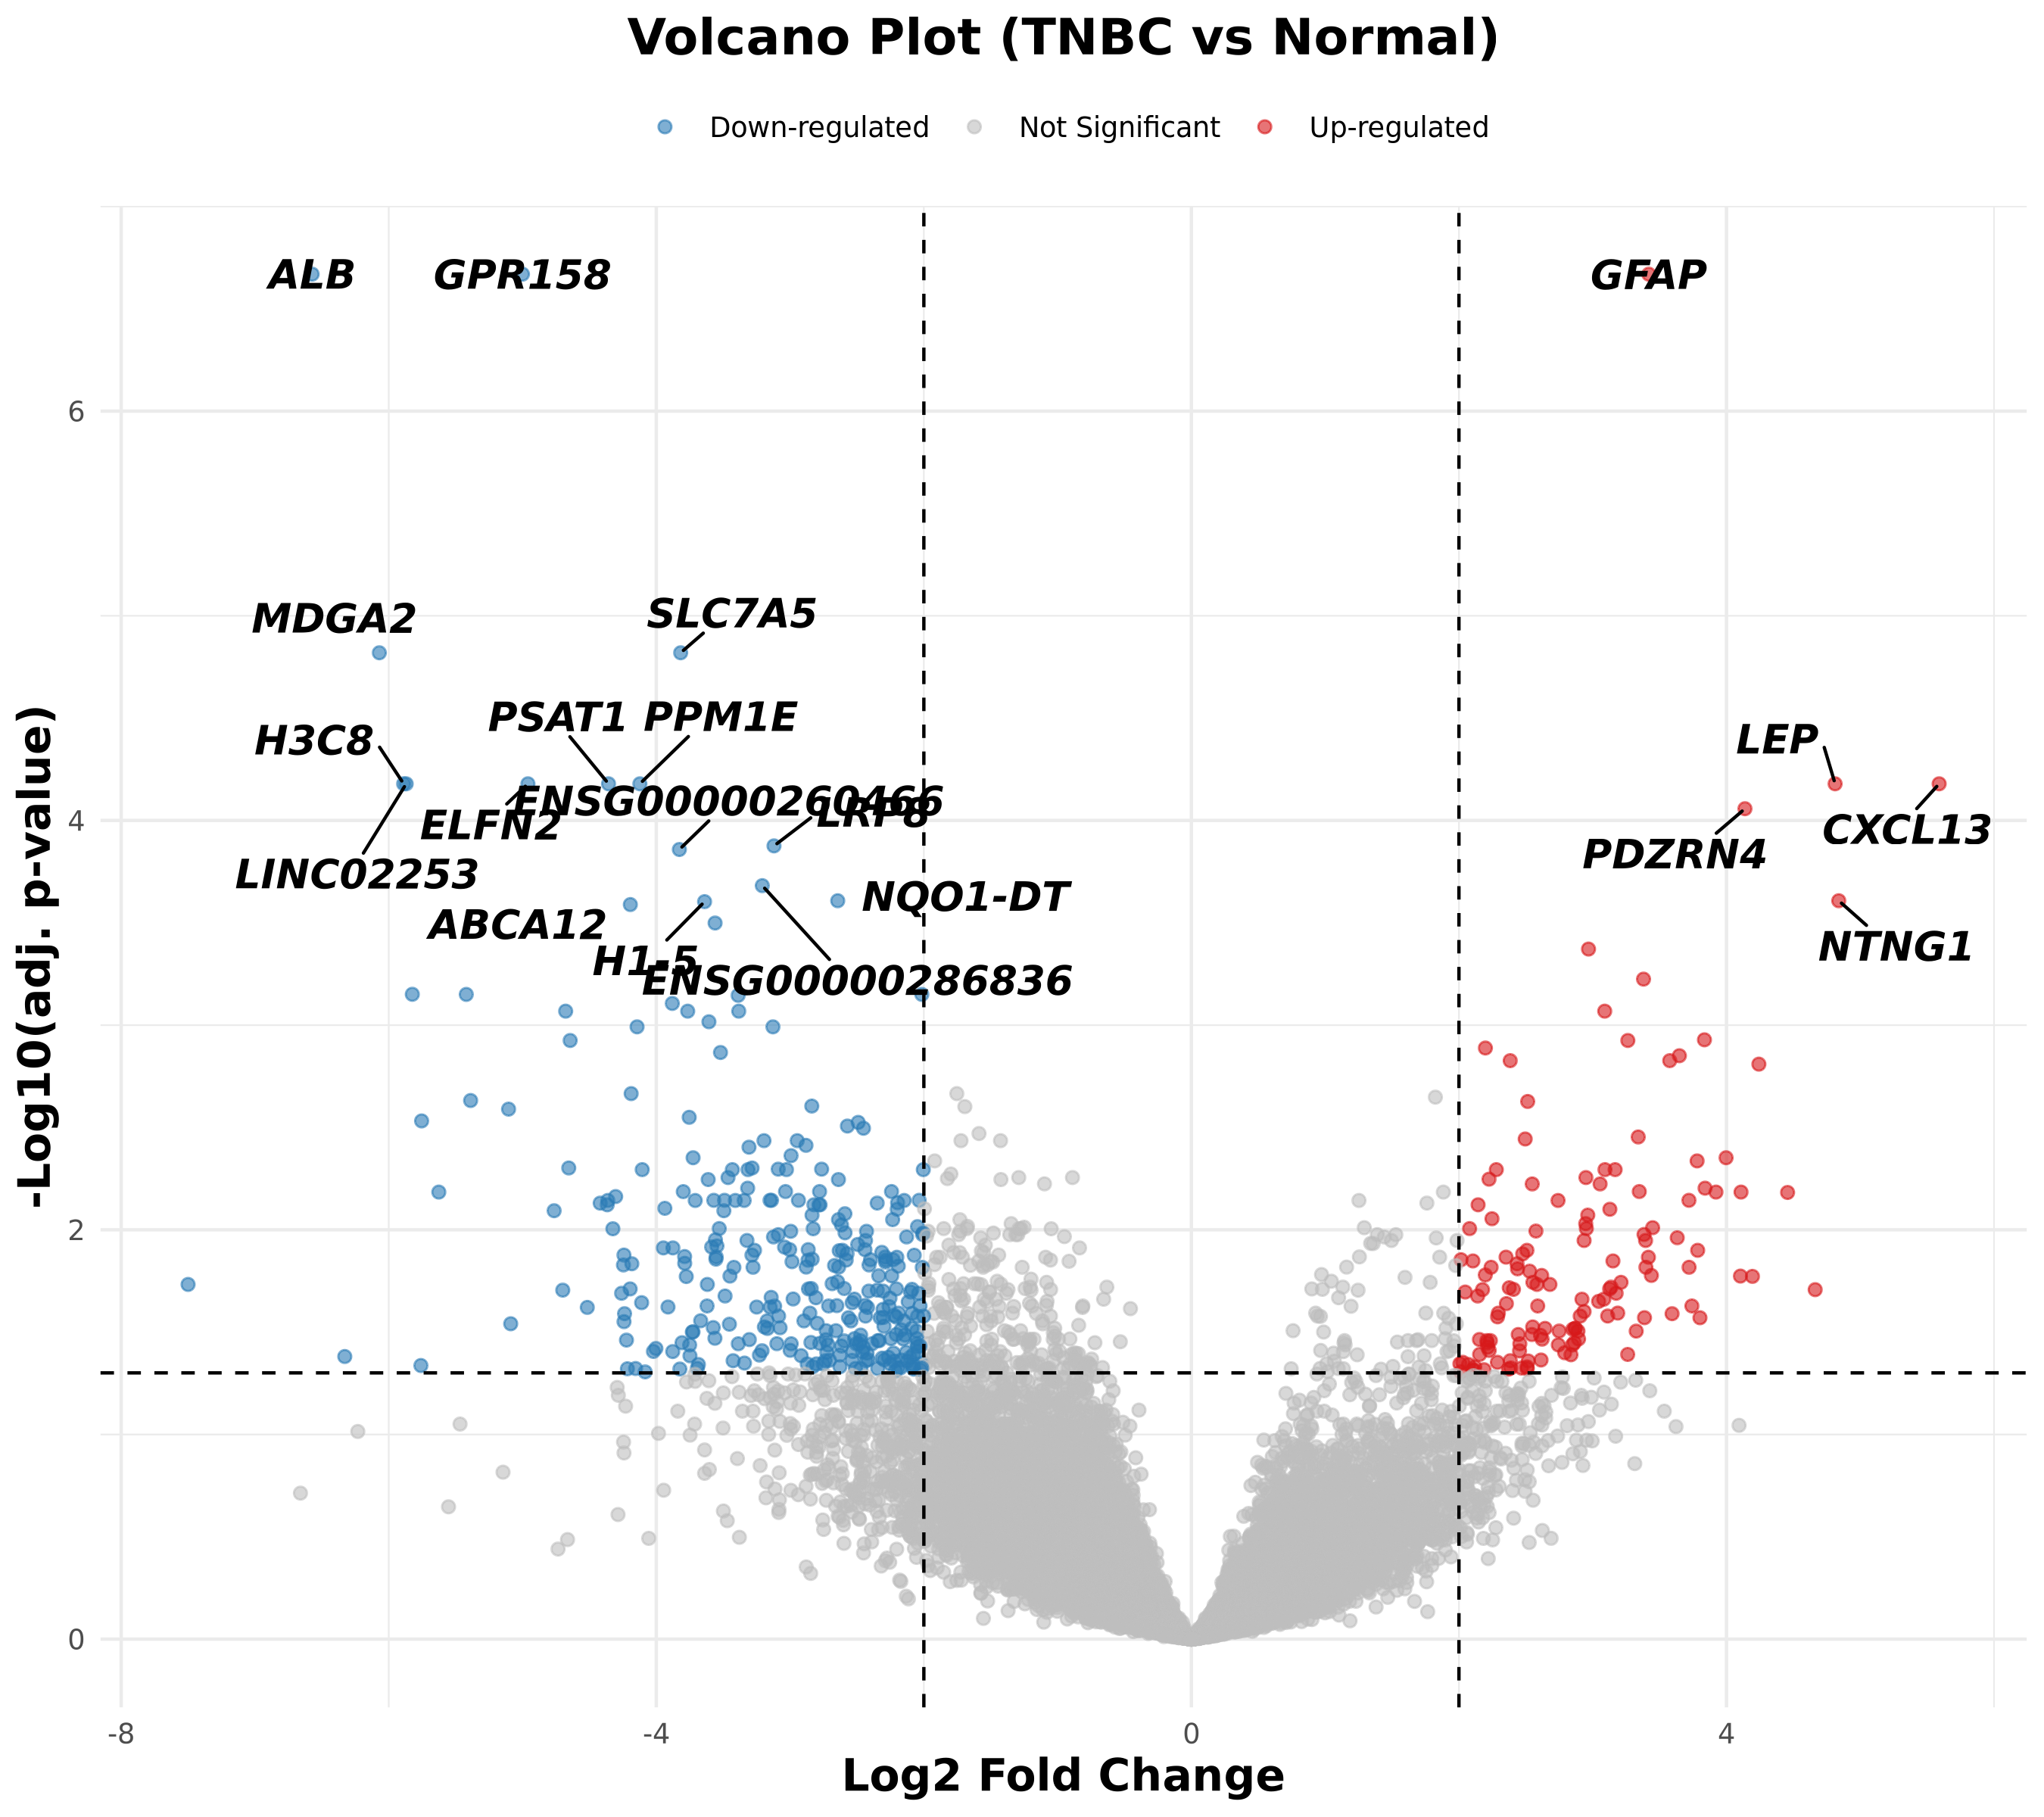 Volcano Plot (TNBC vs Normal)
Down-regulated Not Significant Up-regulated
ALB GPR158 GFAP
6
MDGA2 SLC7A5
PSAT1 PPM1E
H3C8 LEP
ENSG00000260466
4 ELFN2 LRP8 CXCL13
PDZRN4
LINC02253
NQO1-DT
ABCA12
NTNG1
H1-5
ENSG00000286836
2
0
-8 -4 0 4
Log2 Fold Change
-Log10(adj. p-value)